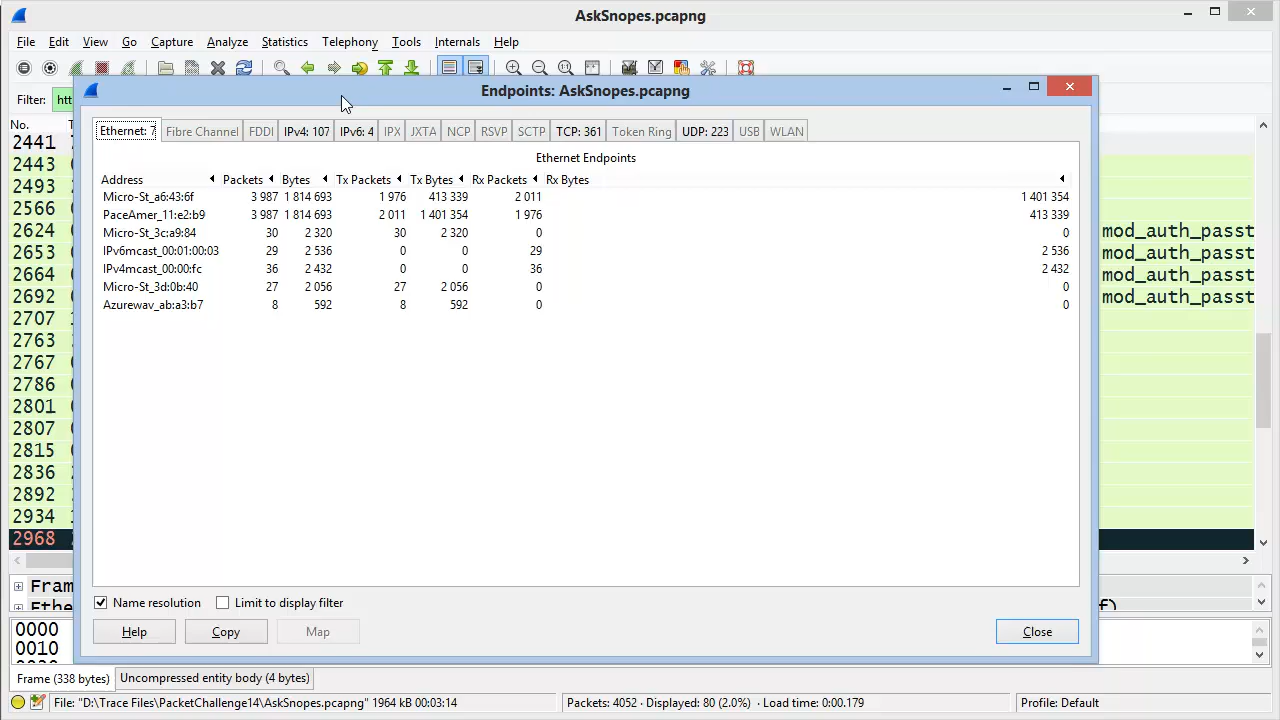 AskSnopes.pcapng
File Edit View Go Capture Analyze Statistics Telephony Tools Internals Help
Filter: htt
Endpoints: AskSnopes.pcapng
Ethernet: 7 Fibre Channel FDDI IPv4: 107 IPv6: 4 IPX JXTA NCP RSVP SCTP TCP: 361 Token Ring UDP: 223 USB WLAN
Ethernet Endpoints
Address Packets Bytes Tx Packets Tx Bytes Rx Packets Rx Bytes
Micro-St_a6:43:6f 3 987 1 814 693 1 976 413 339 2 011 1 401 354
PaceAmer_11:e2:b9 3 987 1 814 693 2 011 1 401 354 1 976 413 339
Micro-St_3c:a9:84 30 2 320 30 2 320 0 0
IPv6mcast_00:01:00:03 29 2 536 0 0 29 2 536
IPv4mcast_00:00:fc 36 2 432 0 0 36 2 432
Micro-St_3d:0b:40 27 2 056 27 2 056 0 0
Azurewav_ab:a3:b7 8 592 8 592 0 0
Name resolution Limit to display filter
Help Copy Map Close
No.
2441
2443
2493
2566
2624 mod_auth_passt
2653 mod_auth_passt
2664 mod_auth_passt
2692 mod_auth_passt
2707
2763
2767
2786
2801
2807
2815
2836
2892
2934
2968
Fram
Ethe
0000
0010
Frame (338 bytes) Uncompressed entity body (4 bytes)
File: "D:\Trace Files\PacketChallenge14\AskSnopes.pcapng" 1964 kB 00:03:14 Packets: 4052 · Displayed: 80 (2.0%) · Load time: 0:00.179 Profile: Default